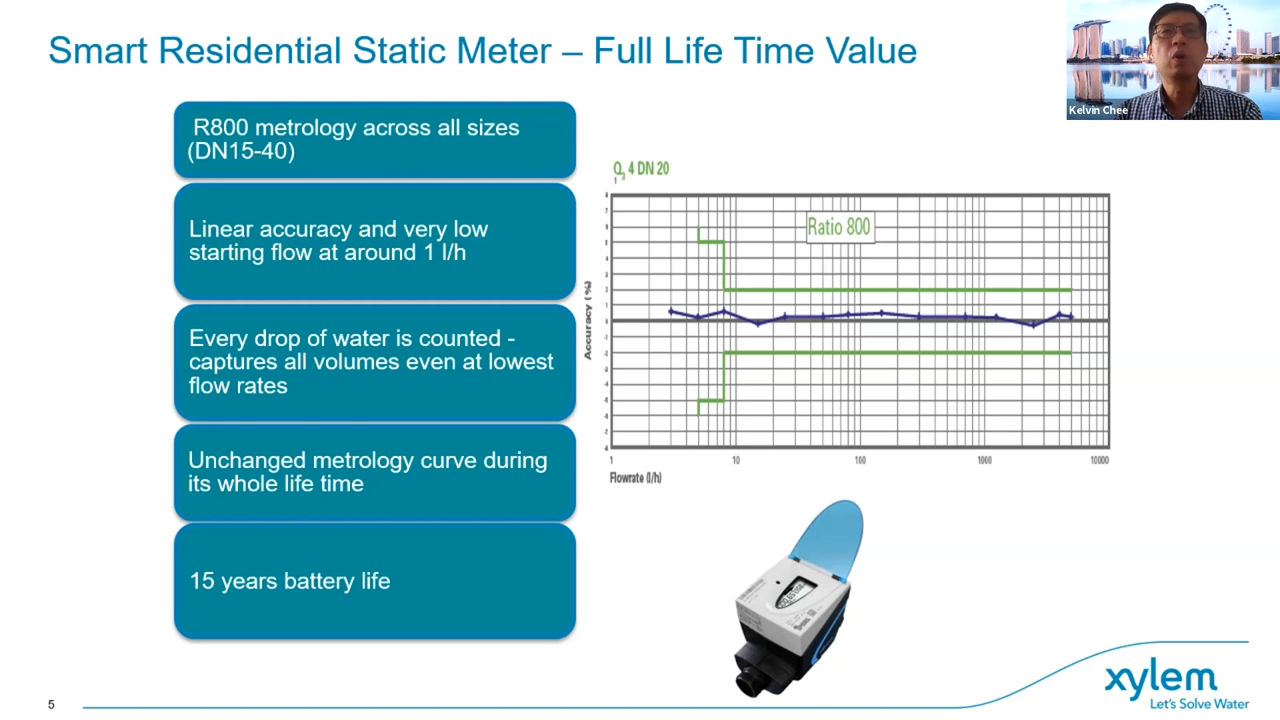 Smart Residential Static Meter – Full Life Time Value
Kelvin Chee
R800 metrology across all sizes
(DN15-40)
Linear accuracy and very low
starting flow at around 1 l/h
Every drop of water is counted -
captures all volumes even at lowest
flow rates
Unchanged metrology curve during
its whole life time
15 years battery life
Q3 4 DN 20
Ratio 800
Accuracy (%)
1 10 100 1000 10000
Flowrate (l/h)
xylem
Let's Solve Water
5